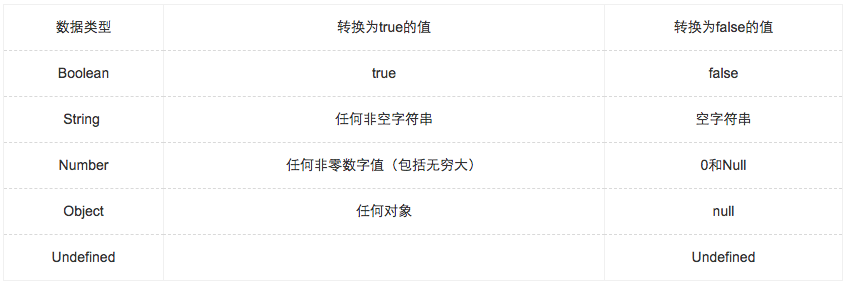 数据类型 转换为true的值 转换为false的值
Boolean true false
String 任何非空字符串 空字符串
Number 任何非零数字值（包括无穷大） 0和Null
Object 任何对象 null
Undefined Undefined